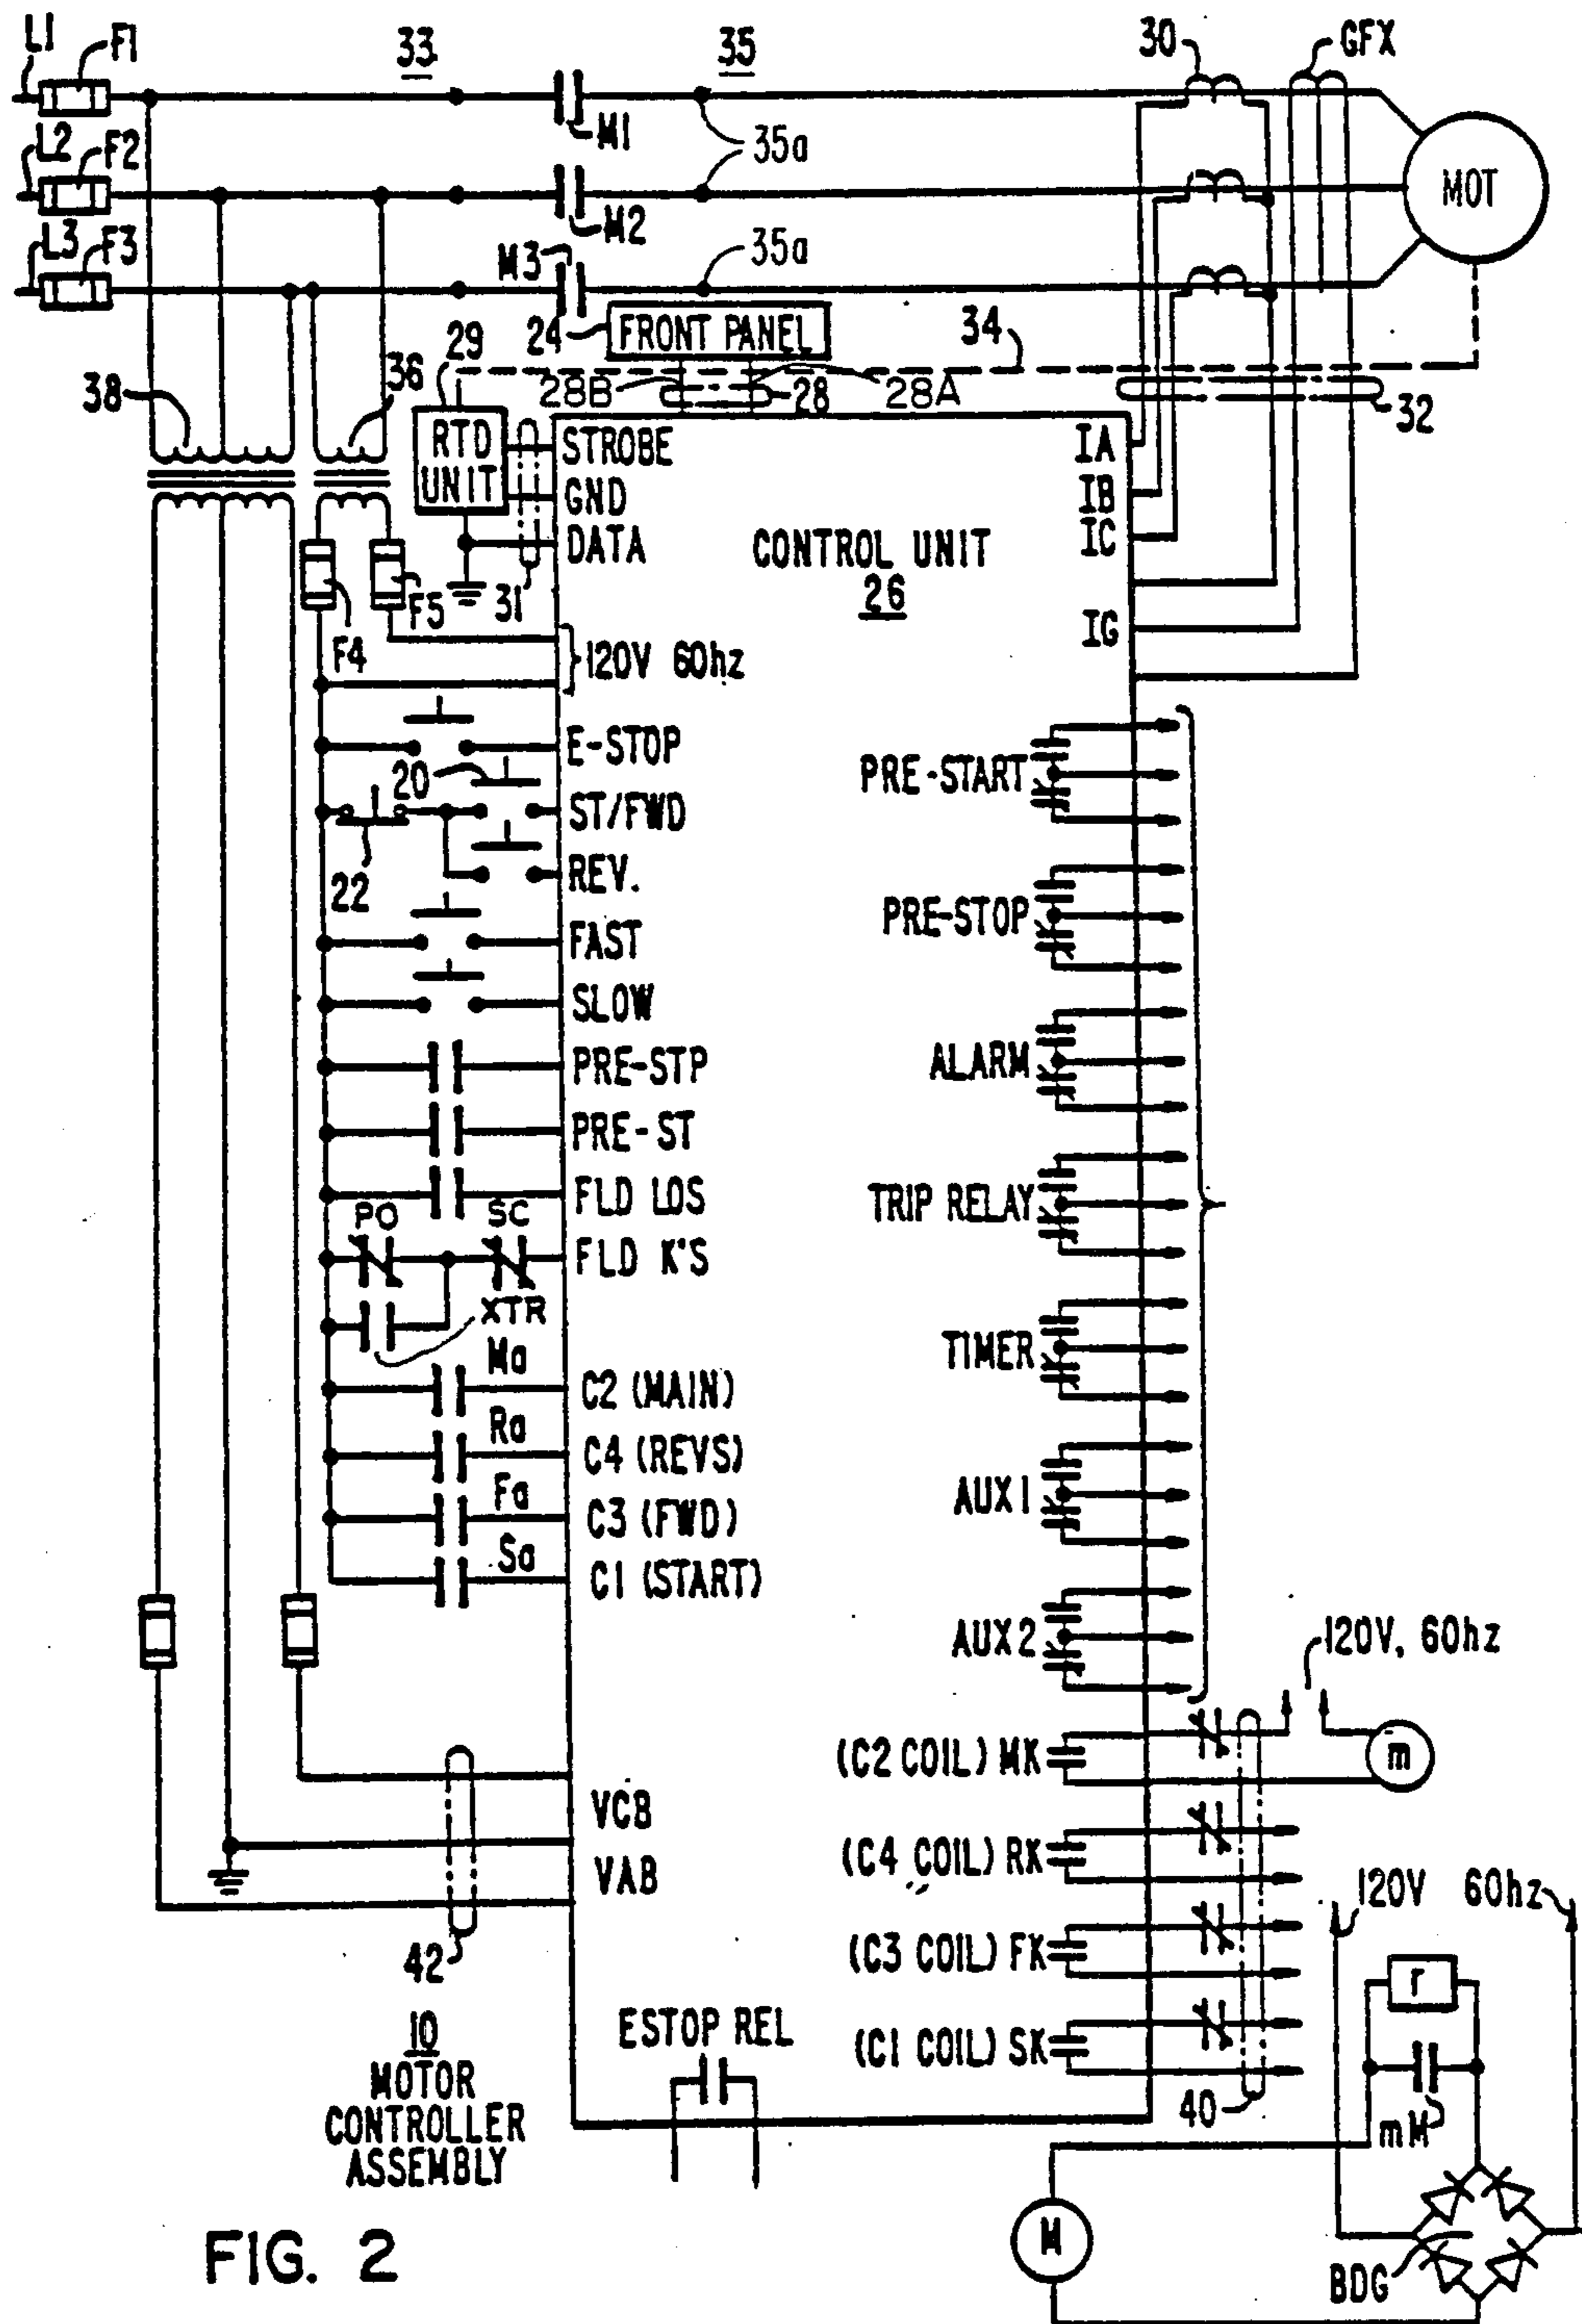 L1
F1
33
35
30
GFX
M1
L2
F2
35a
MOT
M2
L3
F3
M3
35a
24
FRONT PANEL
34
29
36
28B
28
28A
38
32
RTD
UNIT
STROBE
GND
DATA
IA
IB
IC
CONTROL UNIT
26
31
F4
F5
120V 60hz
IG
E-STOP
20
ST/FWD
22
REV.
FAST
SLOW
PRE-STP
PRE-ST
FLD LOS
PO
SC
FLD K'S
XTR
Ma
C2 (MAIN)
Ra
C4 (REVS)
Fa
C3 (FWD)
Sa
C1 (START)
PRE-START
PRE-STOP
ALARM
TRIP RELAY
TIMER
AUX1
AUX2
120V, 60hz
(C2 COIL) MK
m
VCB
VAB
(C4 COIL) RK
120V 60hz
42
(C3 COIL) FK
r
ESTOP REL
(C1 COIL) SK
40
mM
10
MOTOR
CONTROLLER
ASSEMBLY
M
BDG
FIG. 2